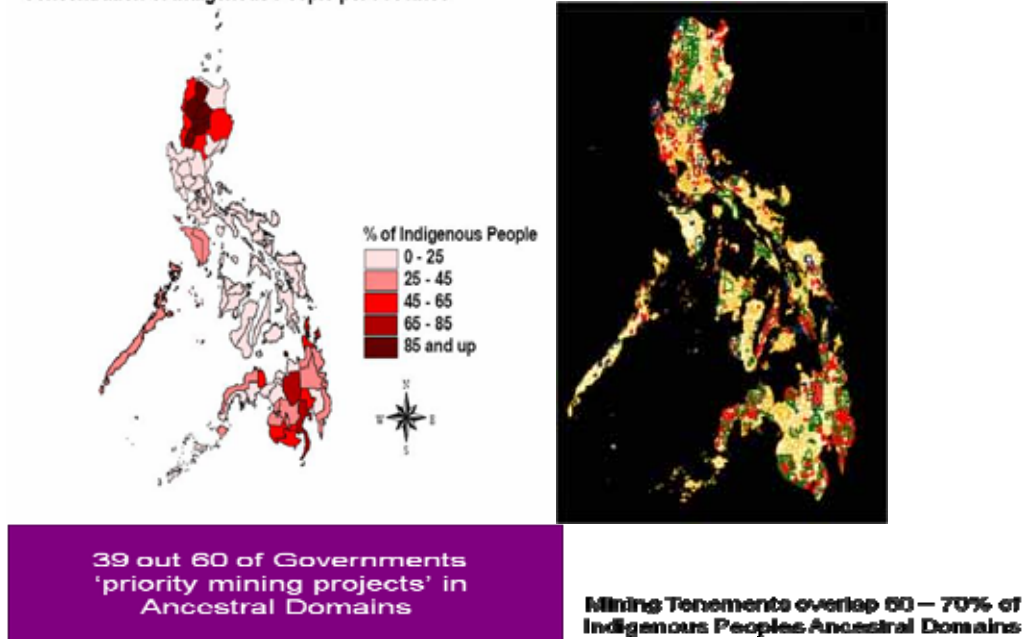 % of Indigenous People
0 - 25
25 - 45
45 - 65
65 - 85
85 and up
N
W E
S
39 out 60 of Governments
‘priority mining projects’ in
Ancestral Domains
Mining Tenements overlap 60 – 70% of
Indigenous Peoples Ancestral Domains